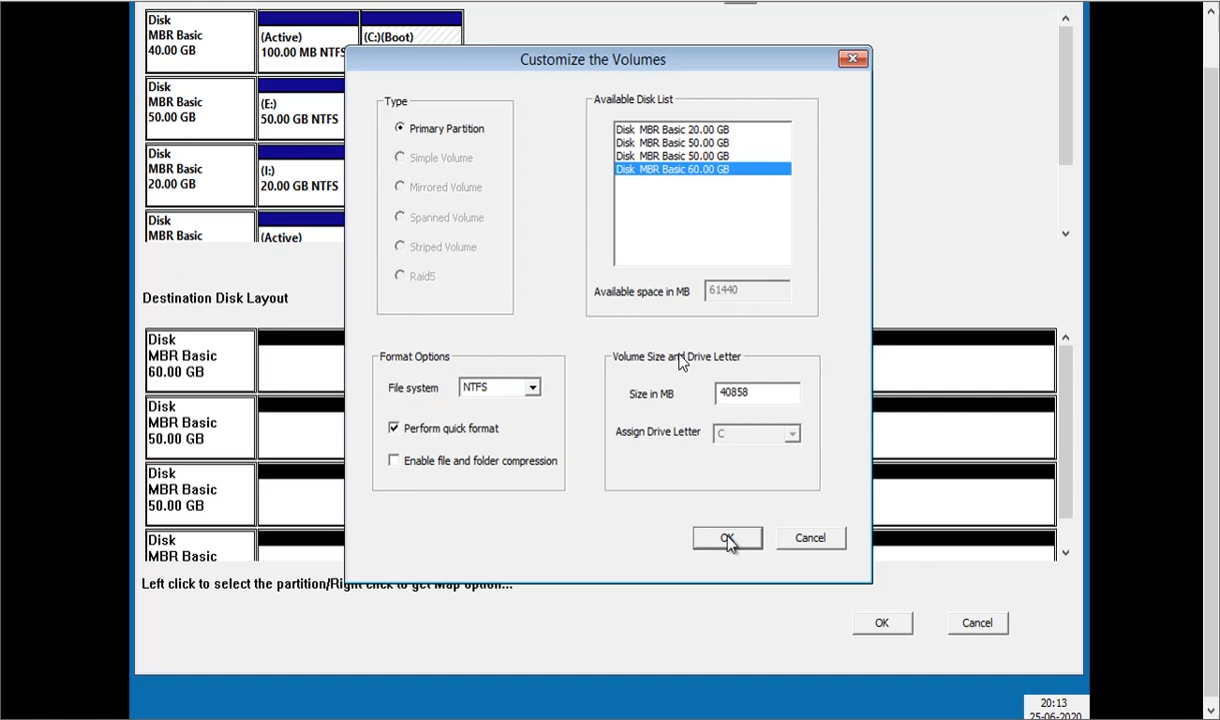 Disk
MBR Basic
40.00 GB
(Active)
100.00 MB NTFS
(C:)(Boot)
Disk
MBR Basic
50.00 GB
(E:)
50.00 GB NTFS
Disk
MBR Basic
20.00 GB
(I:)
20.00 GB NTFS
Disk
MBR Basic
(Active)
Customize the Volumes
Type
Primary Partition
Simple Volume
Mirrored Volume
Spanned Volume
Striped Volume
Raid5
Available Disk List
Disk MBR Basic 20.00 GB
Disk MBR Basic 50.00 GB
Disk MBR Basic 50.00 GB
Disk MBR Basic 60.00 GB
Available space in MB 61440
Format Options
File system NTFS
Perform quick format
Enable file and folder compression
Volume Size and Drive Letter
Size in MB 40858
Assign Drive Letter C
OK
Cancel
Destination Disk Layout
Disk
MBR Basic
60.00 GB
Disk
MBR Basic
50.00 GB
Disk
MBR Basic
50.00 GB
Disk
MBR Basic
Left click to select the partition/Right click to get Map option...
OK
Cancel
20:13
25-06-2020